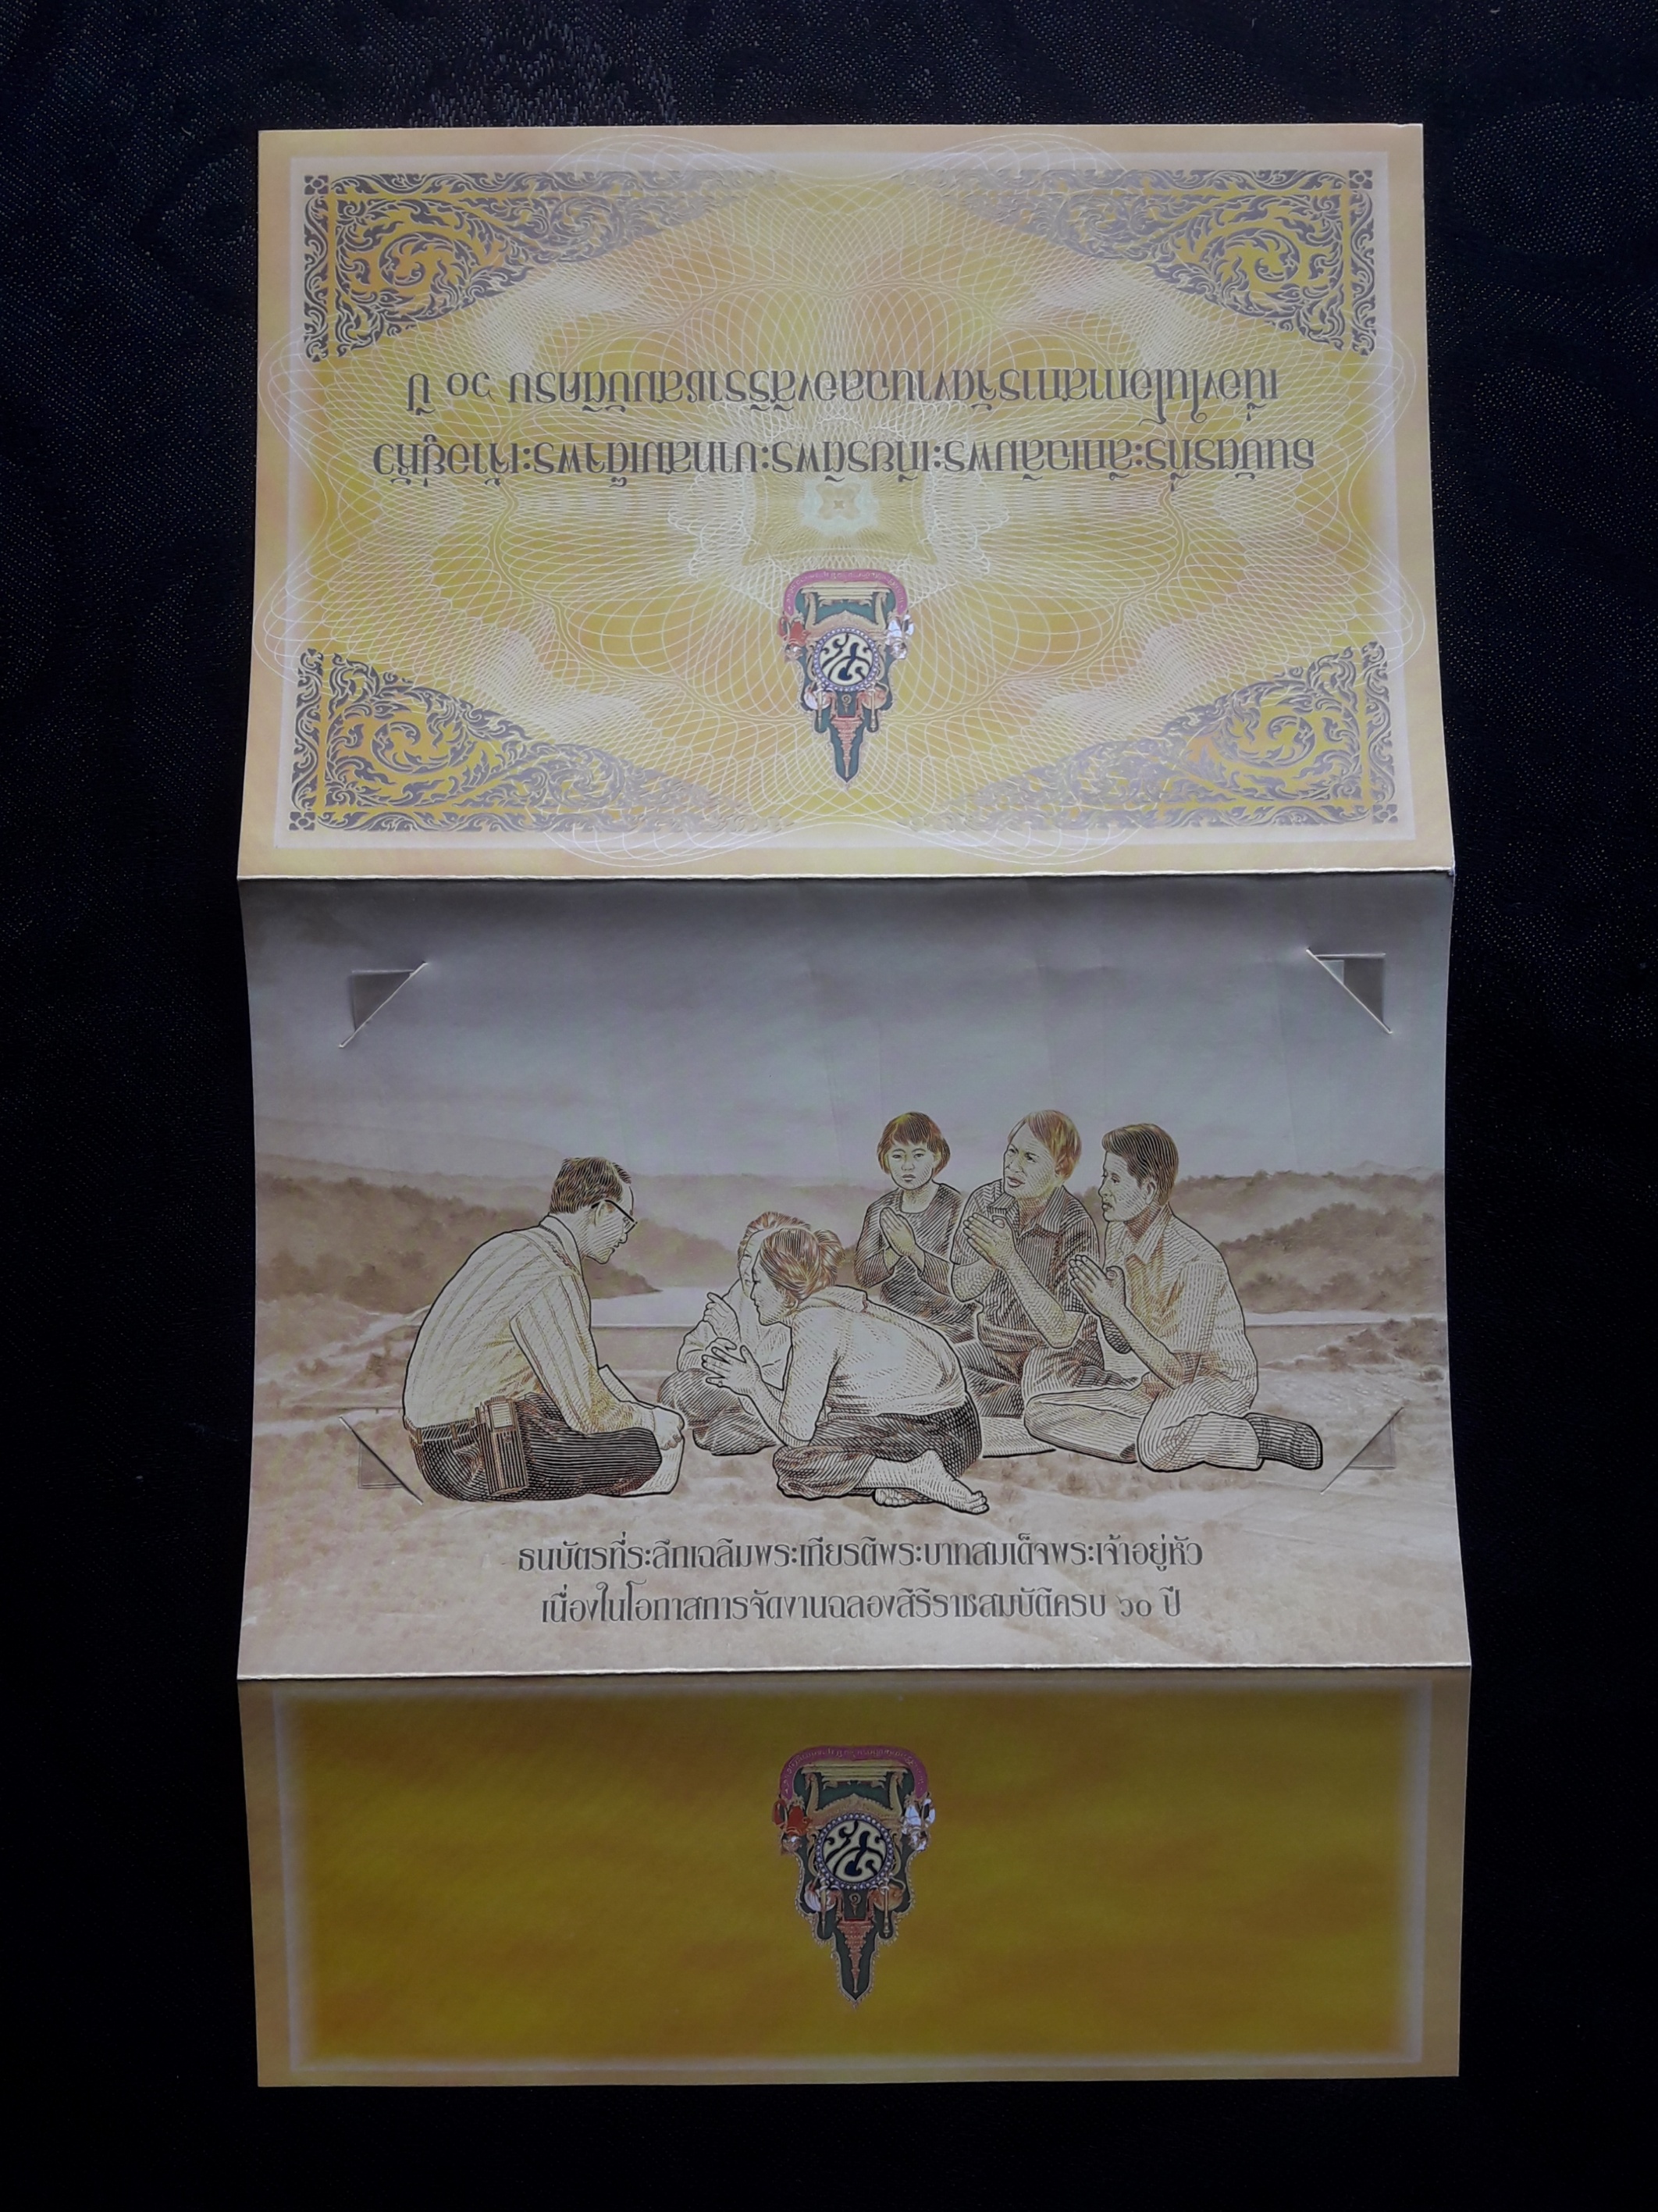 ธนบัตรที่ระลึกเฉลิมพระเกียรติพระบาทสมเด็จพระเจ้าอยู่หัว
เนื่องในโอกาสการจัดงานฉลองสิริราชสมบัติครบ ๖๐ ปี
ธนบัตรที่ระลึกเฉลิมพระเกียรติพระบาทสมเด็จพระเจ้าอยู่หัว
เนื่องในโอกาสการจัดงานฉลองสิริราชสมบัติครบ ๖๐ ปี